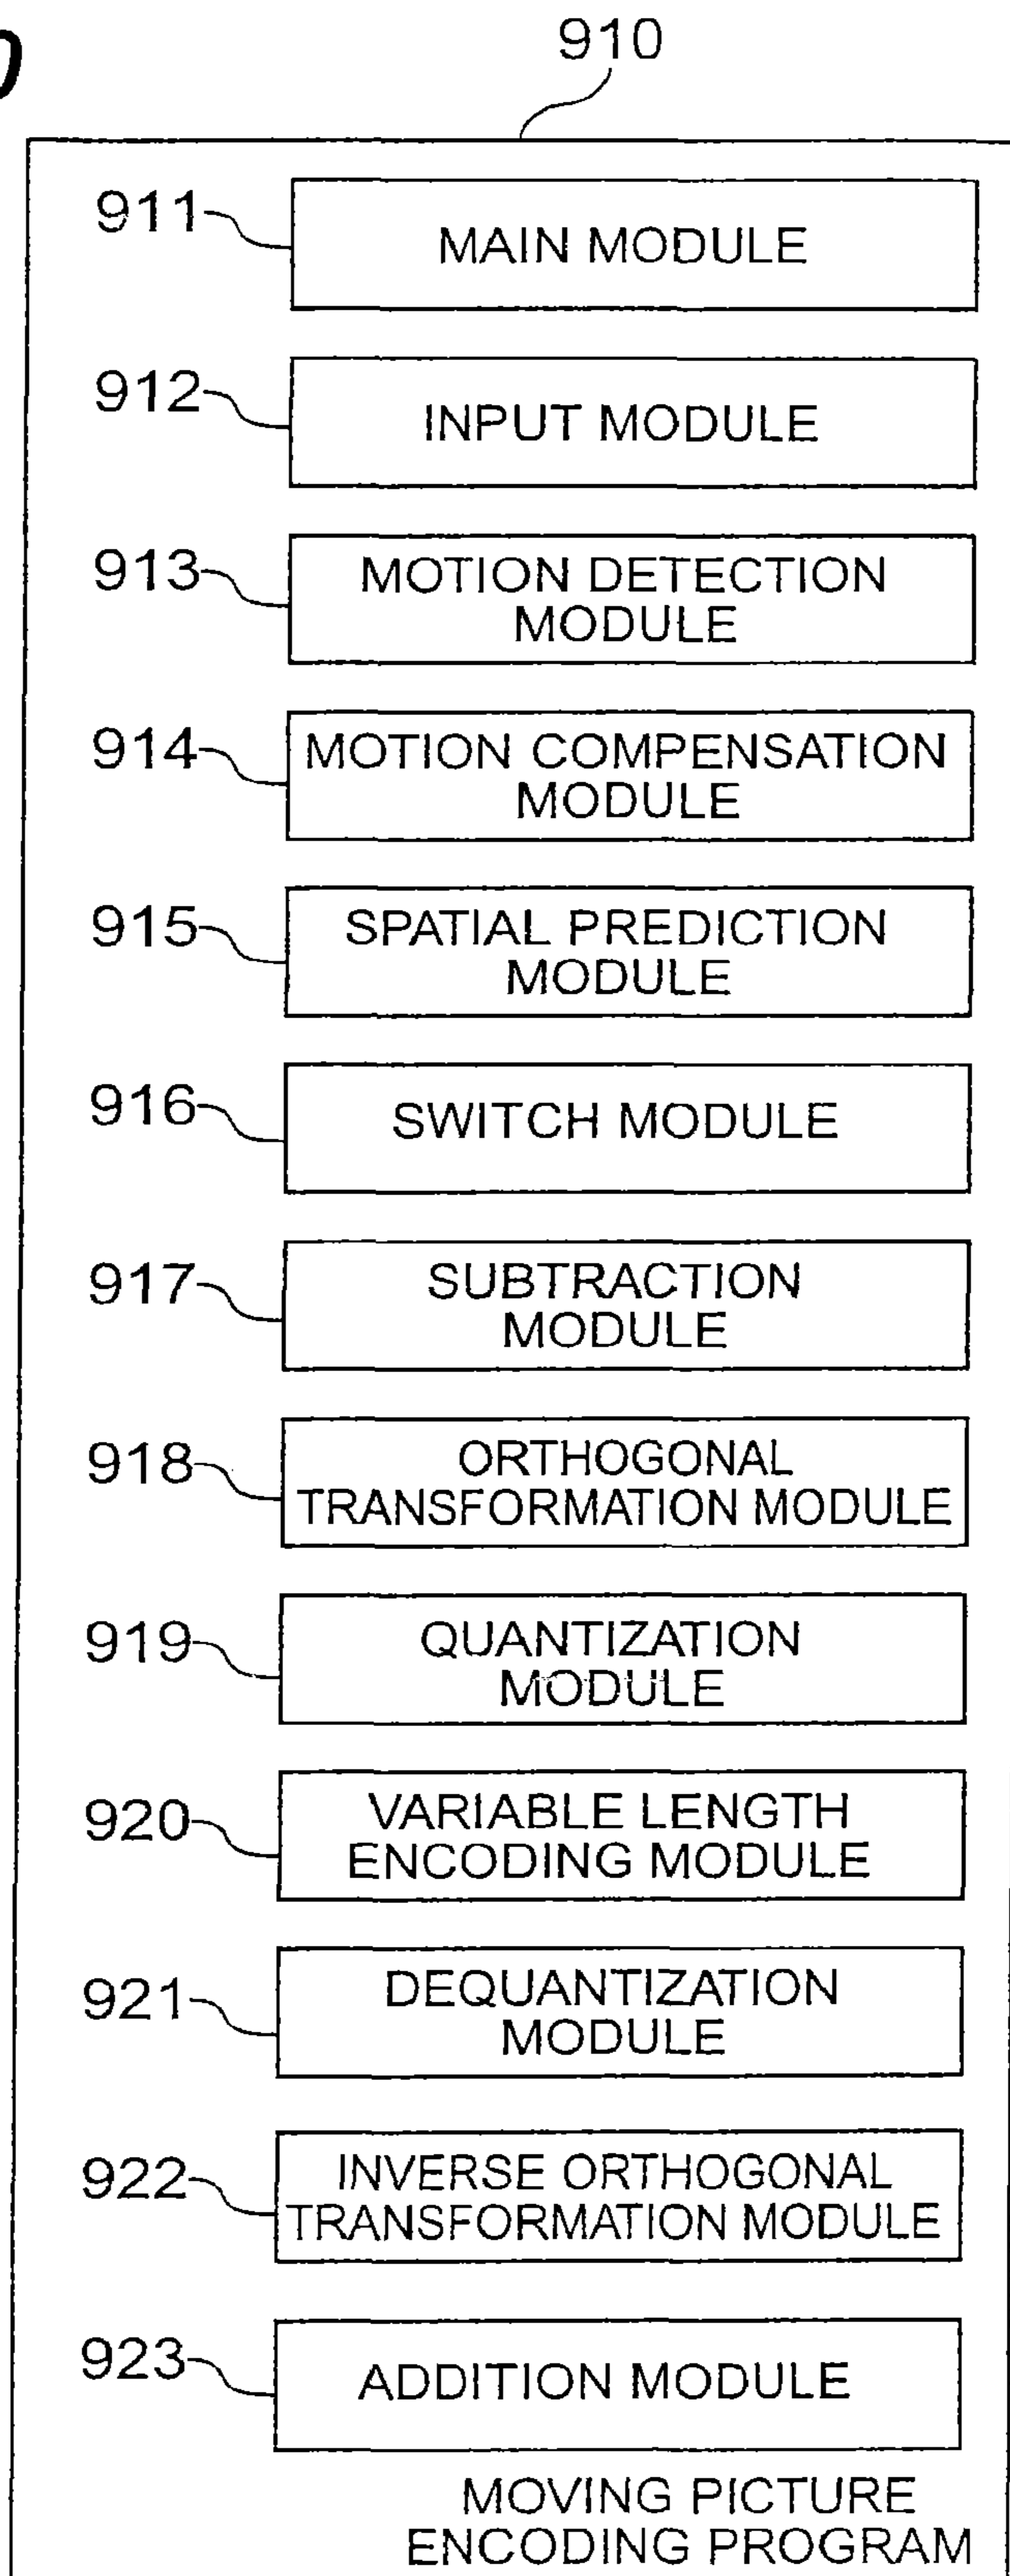 910
911
MAIN MODULE
912
INPUT MODULE
913
MOTION DETECTION
MODULE
914
MOTION COMPENSATION
MODULE
915
SPATIAL PREDICTION
MODULE
916
SWITCH MODULE
917
SUBTRACTION
MODULE
918
ORTHOGONAL
TRANSFORMATION MODULE
919
QUANTIZATION
MODULE
920
VARIABLE LENGTH
ENCODING MODULE
921
DEQUANTIZATION
MODULE
922
INVERSE ORTHOGONAL
TRANSFORMATION MODULE
923
ADDITION MODULE
MOVING PICTURE
ENCODING PROGRAM